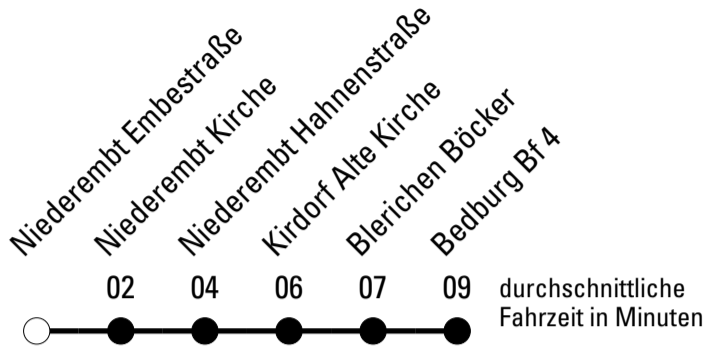 Niederembt Embestraße
Niederembt Kirche
Niederembt Hahnenstraße
Kirdorf Alte Kirche
Blerichen Böcker
Bedburg Bf 4
02 04 06 07 09
durchschnittliche
Fahrzeit in Minuten